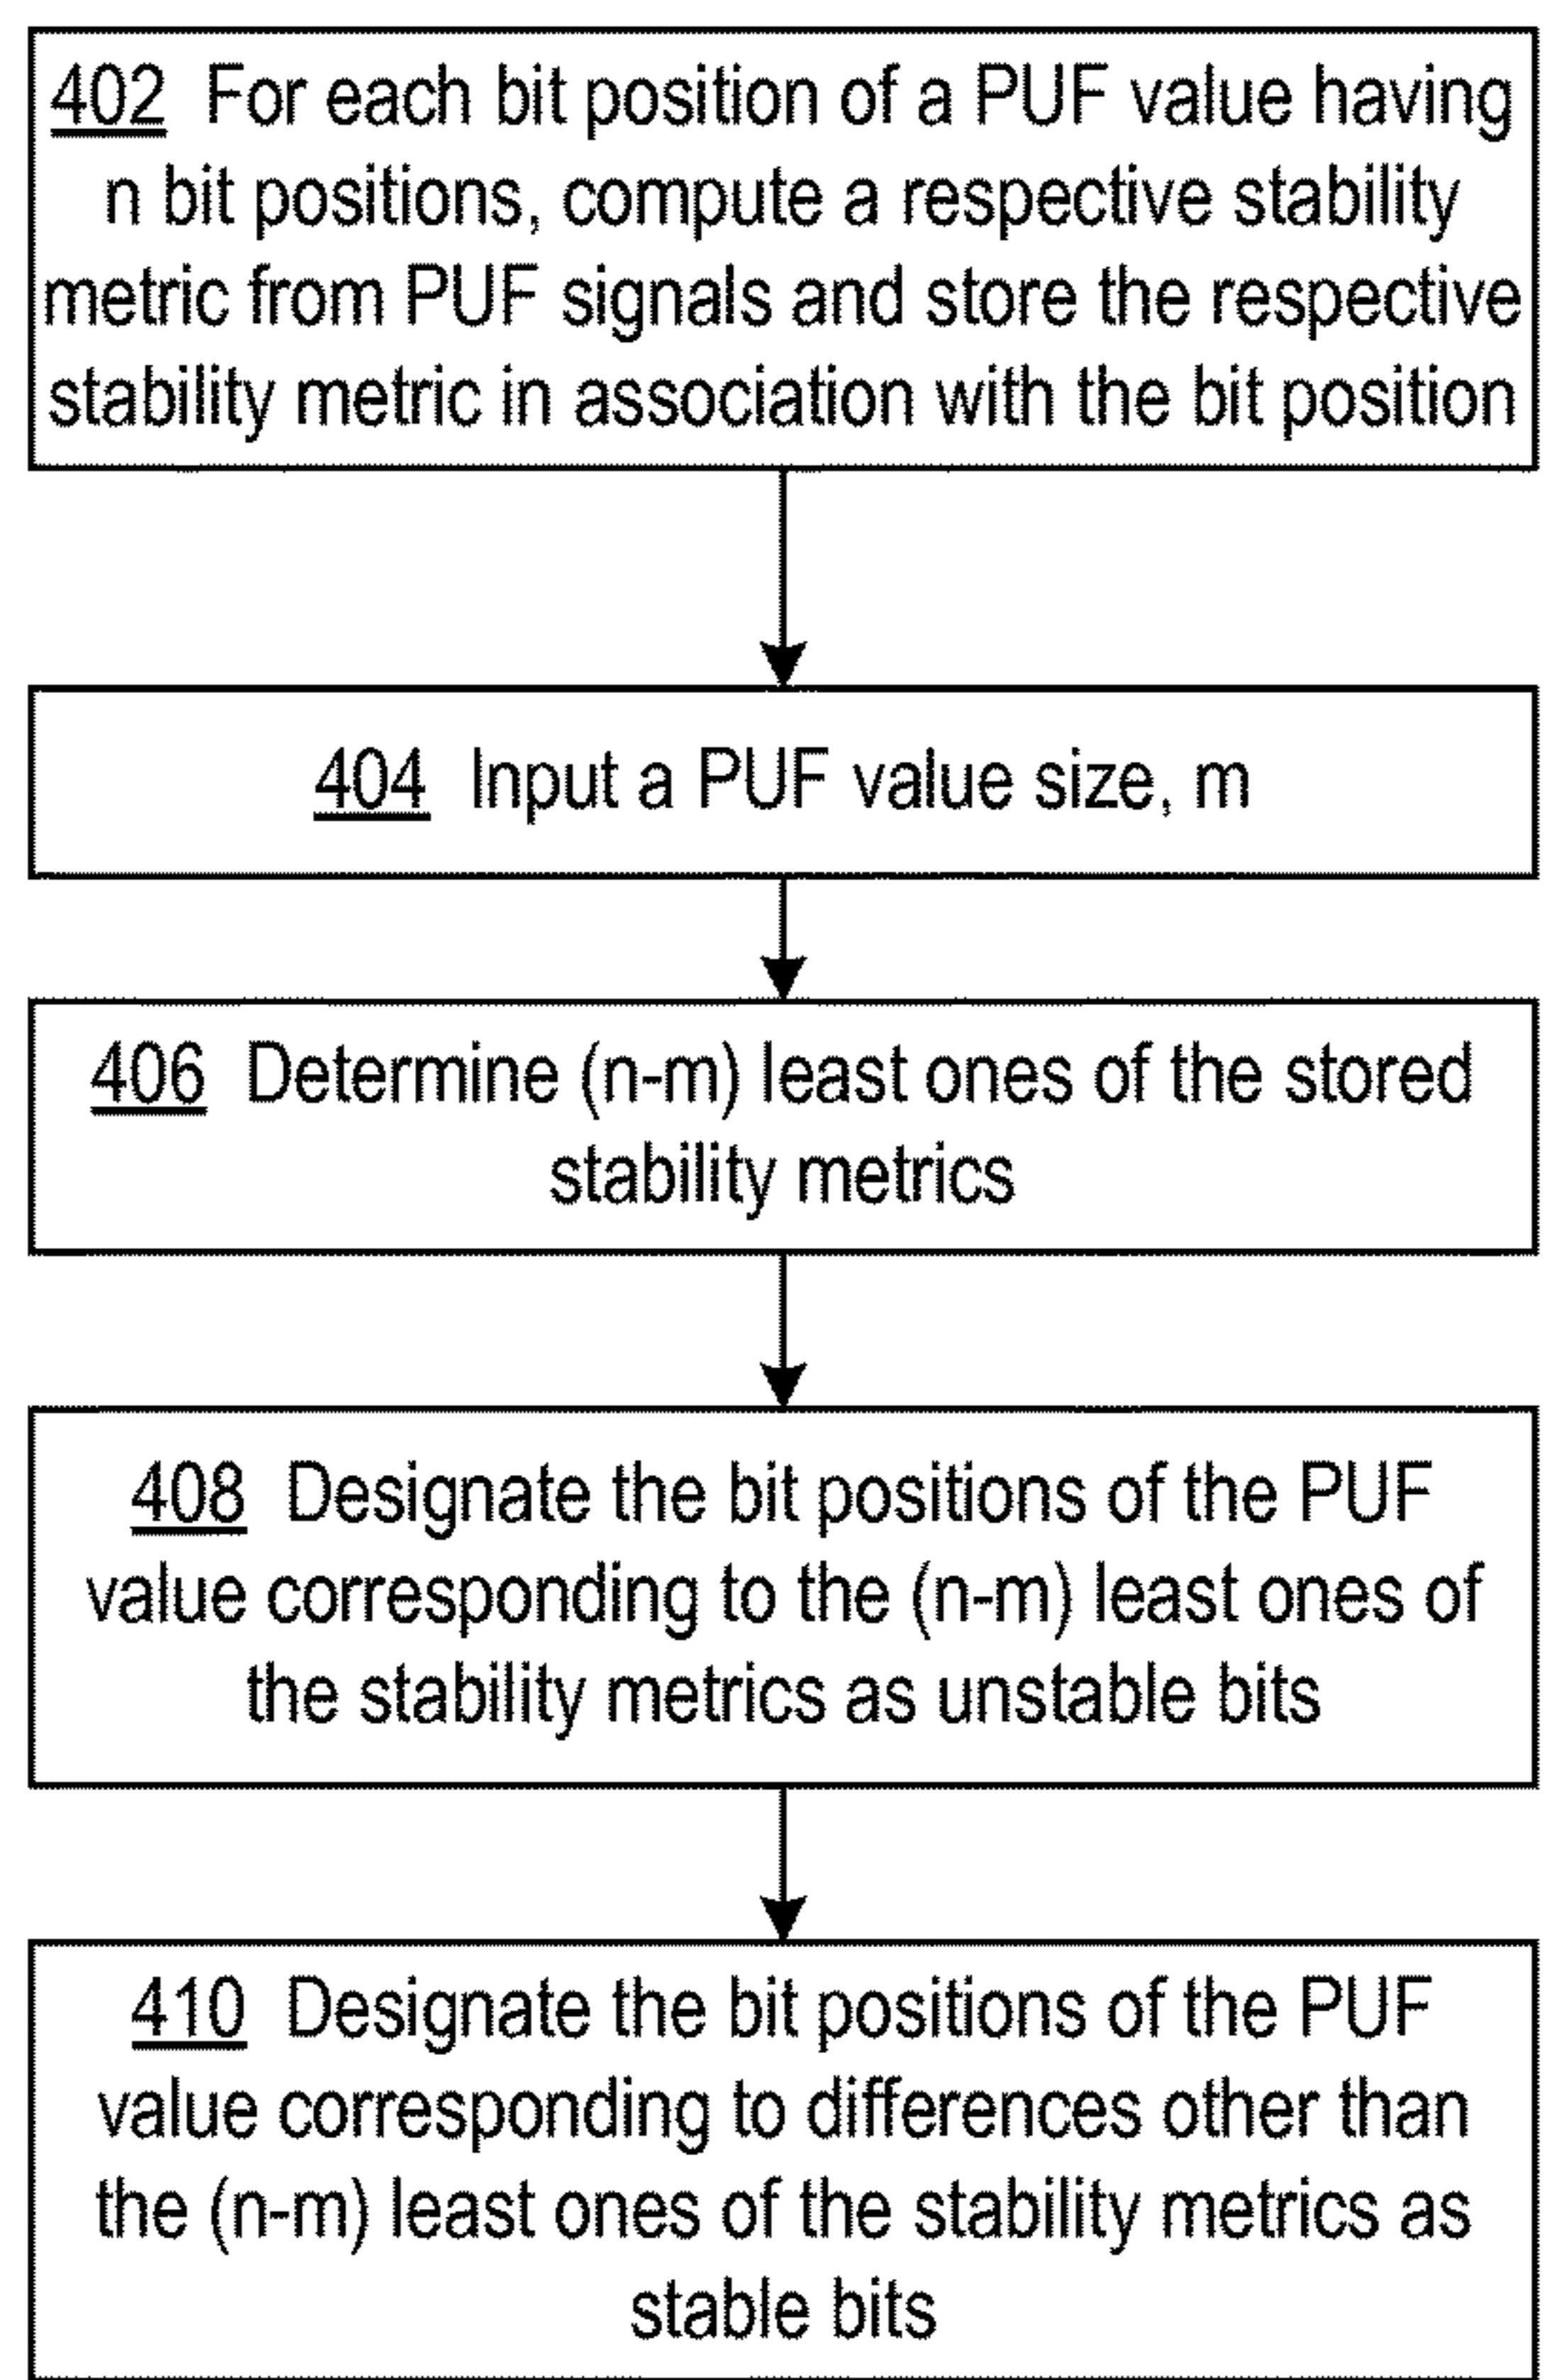 402 For each bit position of a PUF value having
n bit positions, compute a respective stability
metric from PUF signals and store the respective
stability metric in association with the bit position
404 Input a PUF value size, m
406 Determine (n-m) least ones of the stored
stability metrics
408 Designate the bit positions of the PUF
value corresponding to the (n-m) least ones of
the stability metrics as unstable bits
410 Designate the bit positions of the PUF
value corresponding to differences other than
the (n-m) least ones of the stability metrics as
stable bits